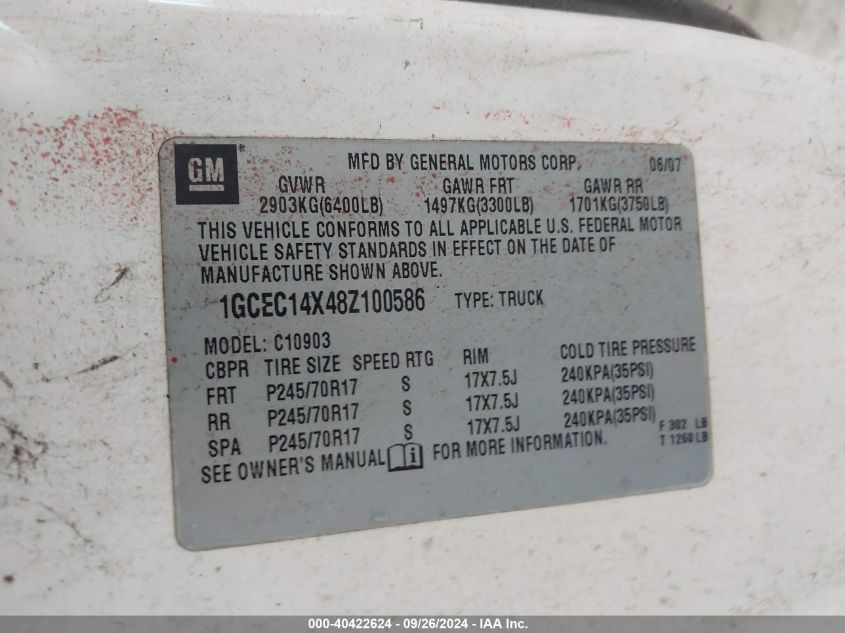 GM
MFD BY GENERAL MOTORS CORP. 06/07
GVWR GAWR FRT GAWR RR
2903KG(6400LB) 1497KG(3300LB) 1701KG(3750LB)
THIS VEHICLE CONFORMS TO ALL APPLICABLE U.S. FEDERAL MOTOR
VEHICLE SAFETY STANDARDS IN EFFECT ON THE DATE OF
MANUFACTURE SHOWN ABOVE.
1GCEC14X48Z100586 TYPE: TRUCK
MODEL: C10903
CBPR TIRE SIZE SPEED RTG RIM COLD TIRE PRESSURE
FRT P245/70R17 S 17X7.5J 240KPA(35PSI)
RR P245/70R17 S 17X7.5J 240KPA(35PSI)
SPA P245/70R17 S 17X7.5J 240KPA(35PSI)
F 302 LB
T 1260 LB
SEE OWNER'S MANUAL i FOR MORE INFORMATION.
000-40422624 - 09/26/2024 - IAA Inc.